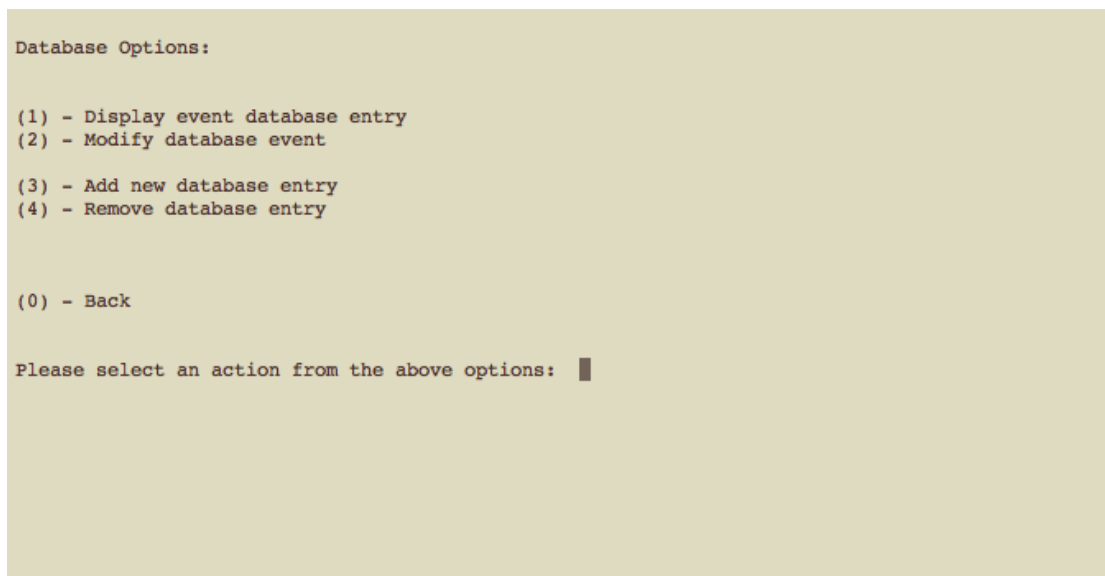 Database Options:
(1) - Display event database entry
(2) - Modify database event
(3) - Add new database entry
(4) - Remove database entry
(0) - Back
Please select an action from the above options: